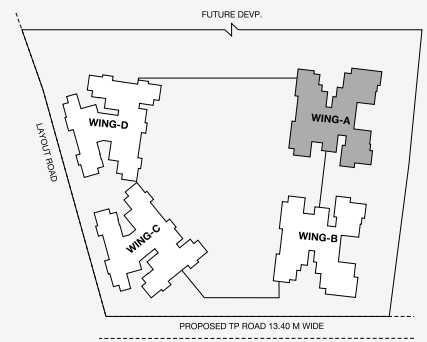 FUTURE DEVP.
WING-A
WING-D
LAYOUT ROAD
WING-C
WING-B
PROPOSED TP ROAD 13.40 M WIDE